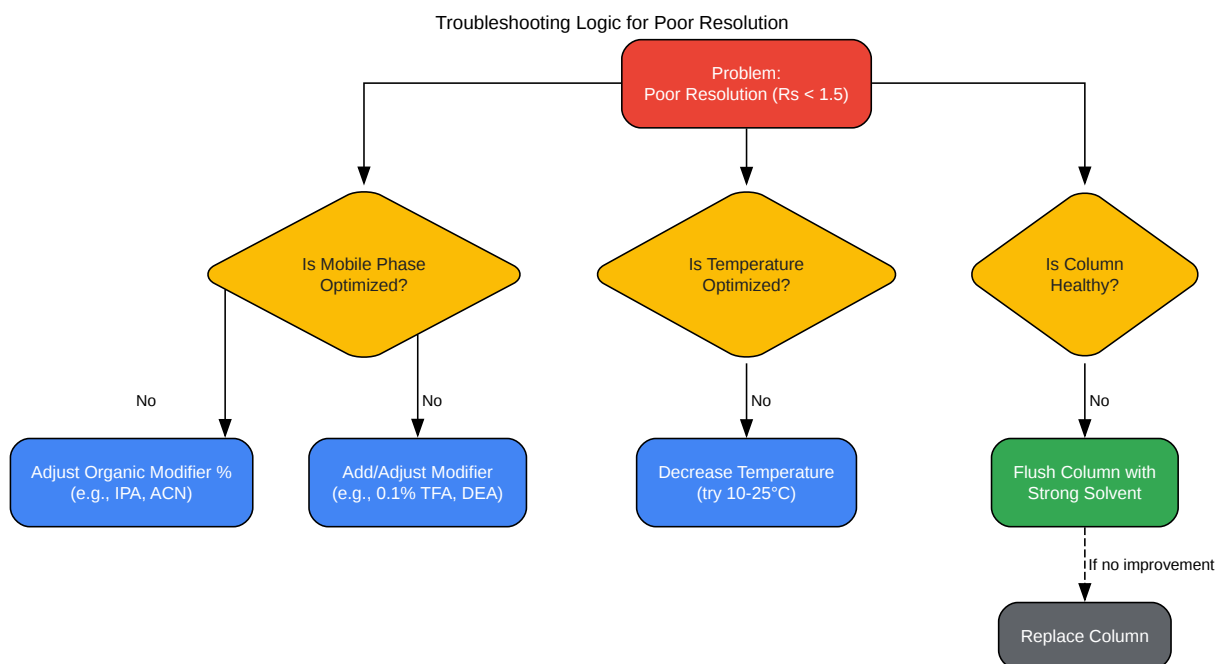 Troubleshooting Logic for Poor Resolution
Problem:
Poor Resolution (Rs < 1.5)
Is Mobile Phase
Optimized?
Is Temperature
Optimized?
Is Column
Healthy?
No
No
No
No
Adjust Organic Modifier %
(e.g., IPA, ACN)
Add/Adjust Modifier
(e.g., 0.1% TFA, DEA)
Decrease Temperature
(try 10-25°C)
Flush Column with
Strong Solvent
If no improvement
Replace Column